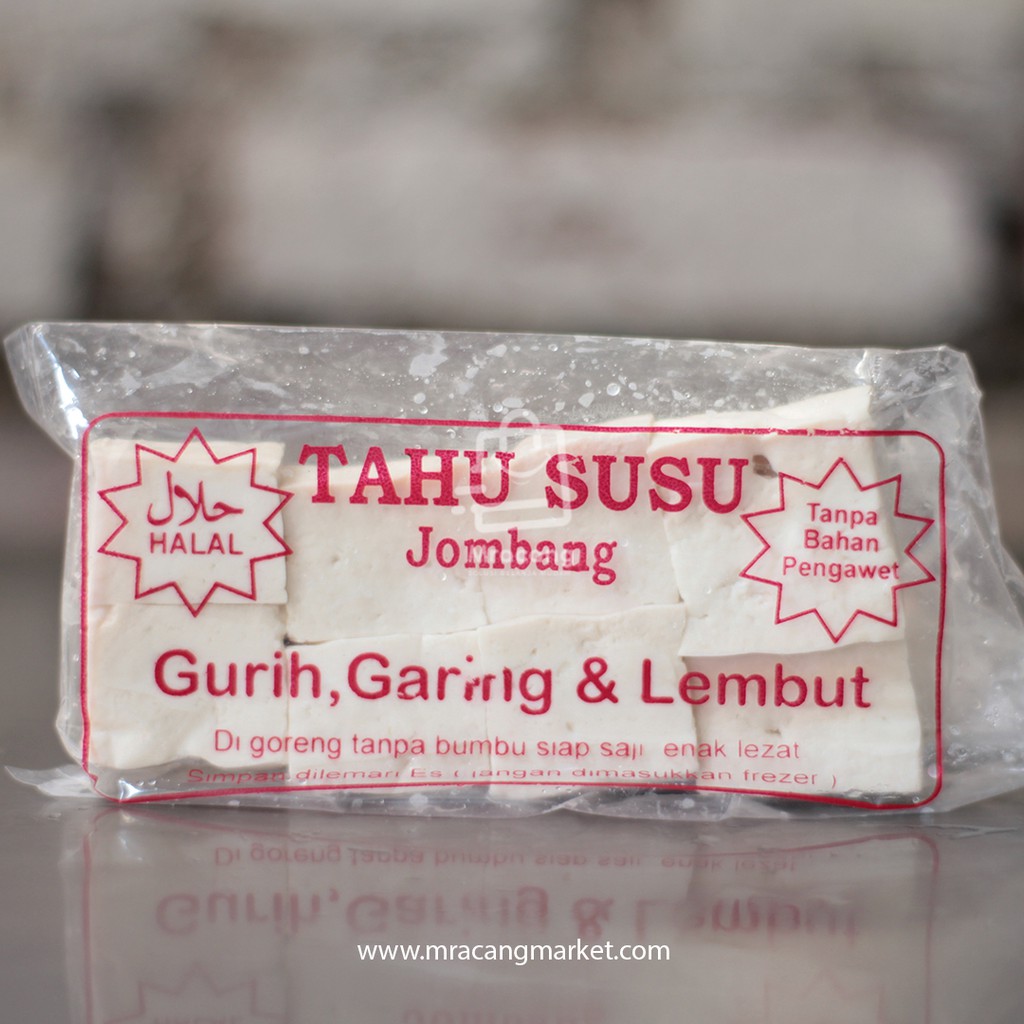 TAHU SUSU
Jombang
حلال
HALAL
Tanpa
Bahan
Pengawet
Gurih,Garing & Lembut
Di goreng tanpa bumbu siap saji enak lezat
Simpan dilemari Es ( jangan dimasukkan frezer )
Mracang
www.mracangmarket.com